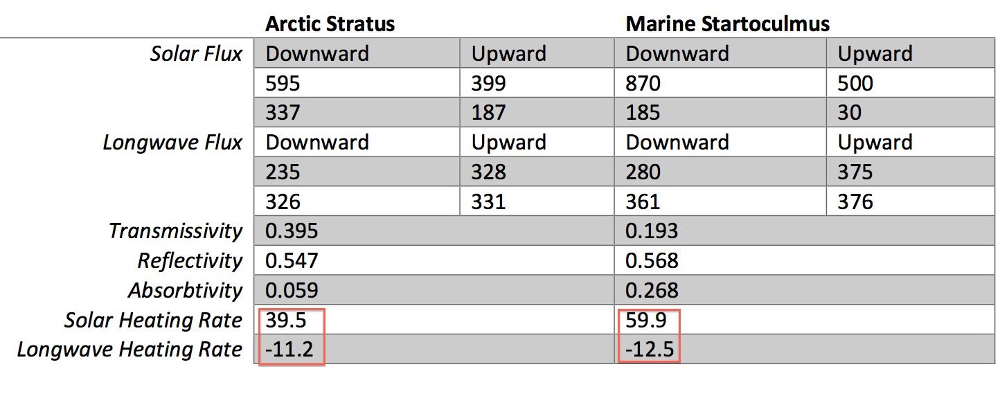 Arctic Stratus Marine Startoculmus
Solar Flux Downward Upward Downward Upward
595 399 870 500
337 187 185 30
Longwave Flux Downward Upward Downward Upward
235 328 280 375
326 331 361 376
Transmissivity 0.395 0.193
Reflectivity 0.547 0.568
Absorbtivity 0.059 0.268
Solar Heating Rate 39.5 59.9
Longwave Heating Rate -11.2 -12.5